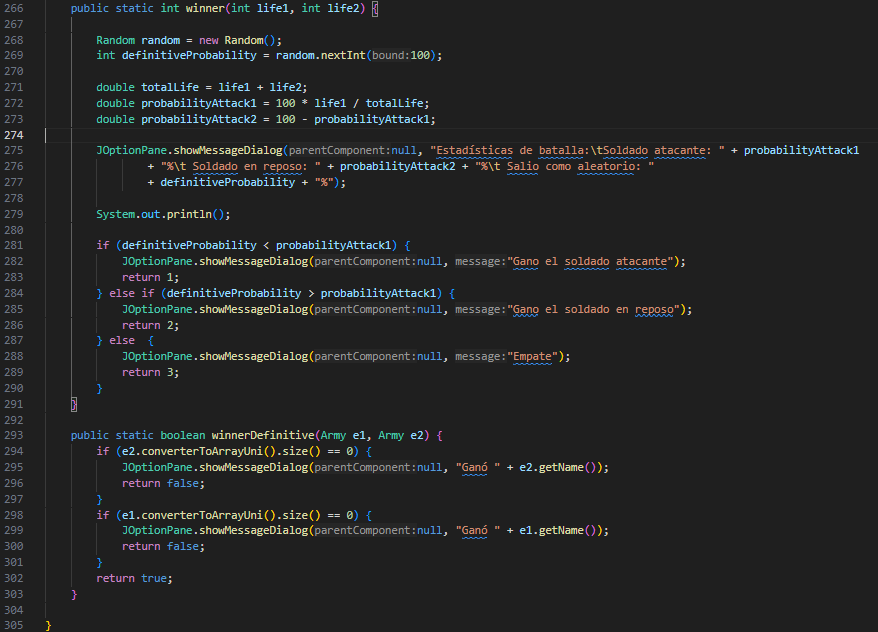 266 public static int winner(int life1, int life2) {
267
268 Random random = new Random();
269 int definitiveProbability = random.nextInt(bound:100);
270
271 double totalLife = life1 + life2;
272 double probabilityAttack1 = 100 * life1 / totalLife;
273 double probabilityAttack2 = 100 - probabilityAttack1;
274
275 JOptionPane.showMessageDialog(parentComponent:null, "Estadísticas de batalla:\tSoldado atacante: " + probabilityAttack1
276 + "%\t Soldado en reposo: " + probabilityAttack2 + "%\t Salio como aleatorio: "
277 + definitiveProbability + "%");
278
279 System.out.println();
280
281 if (definitiveProbability < probabilityAttack1) {
282 JOptionPane.showMessageDialog(parentComponent:null, message:"Gano el soldado atacante");
283 return 1;
284 } else if (definitiveProbability > probabilityAttack1) {
285 JOptionPane.showMessageDialog(parentComponent:null, message:"Gano el soldado en reposo");
286 return 2;
287 } else {
288 JOptionPane.showMessageDialog(parentComponent:null, message:"Empate");
289 return 3;
290 }
291 }
292
293 public static boolean winnerDefinitive(Army e1, Army e2) {
294 if (e2.converterToArrayUni().size() == 0) {
295 JOptionPane.showMessageDialog(parentComponent:null, "Ganó " + e2.getName());
296 return false;
297 }
298 if (e1.converterToArrayUni().size() == 0) {
299 JOptionPane.showMessageDialog(parentComponent:null, "Ganó " + e1.getName());
300 return false;
301 }
302 return true;
303 }
304
305 }